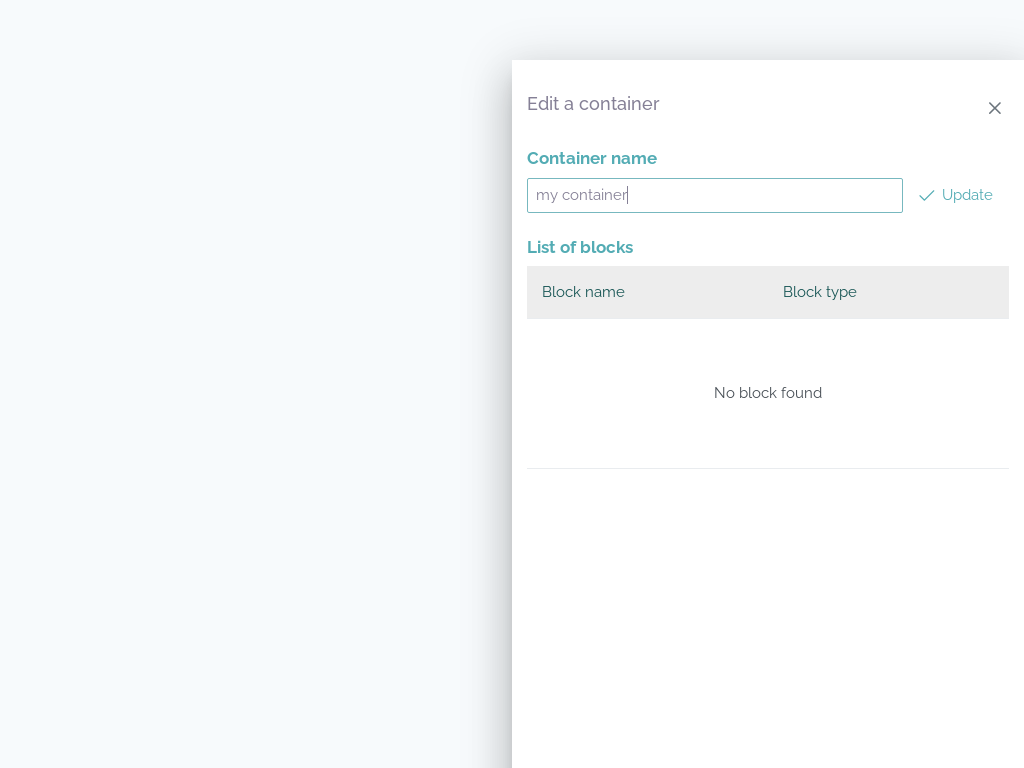 Edit a container
Container name
my container
Update
List of blocks
Block name Block type
No block found